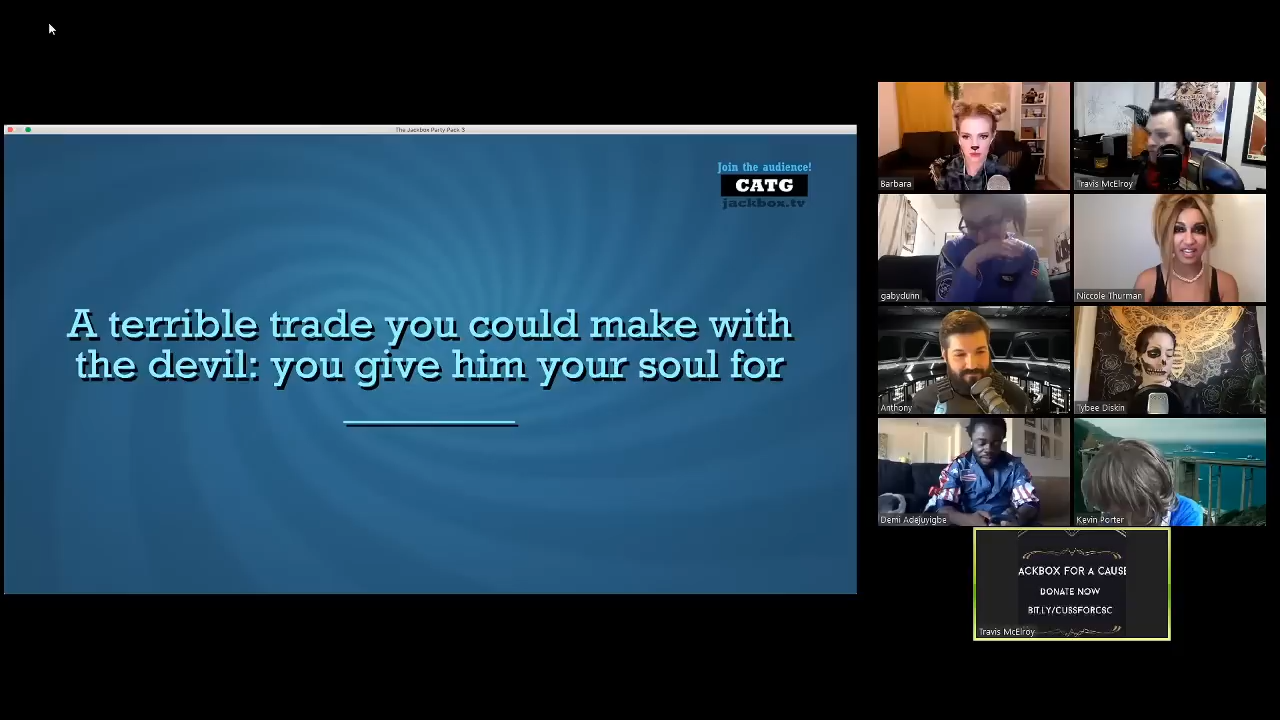 The Jackbox Party Pack 3
Join the audience!
CATG
jackbox.tv
A terrible trade you could make with
the devil: you give him your soul for
Barbara
Travis McElroy
gabydunn
Niccole Thurman
Anthony
Tybee Diskin
Demi Adejuyigbe
Kevin Porter
ACKBOX FOR A CAUSE
DONATE NOW
BIT.LY/CUSSFORCSC
Travis McElroy